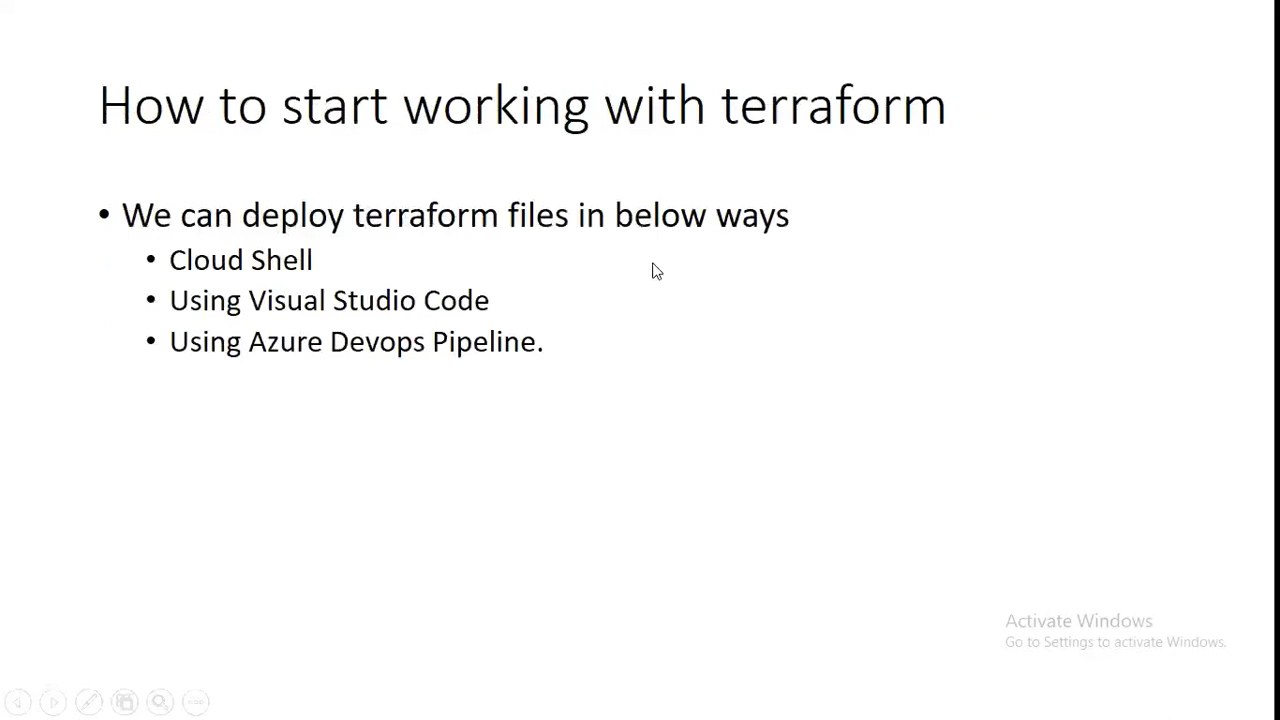 How to start working with terraform
• We can deploy terraform files in below ways
• Cloud Shell
• Using Visual Studio Code
• Using Azure Devops Pipeline.
Activate Windows
Go to Settings to activate Windows.